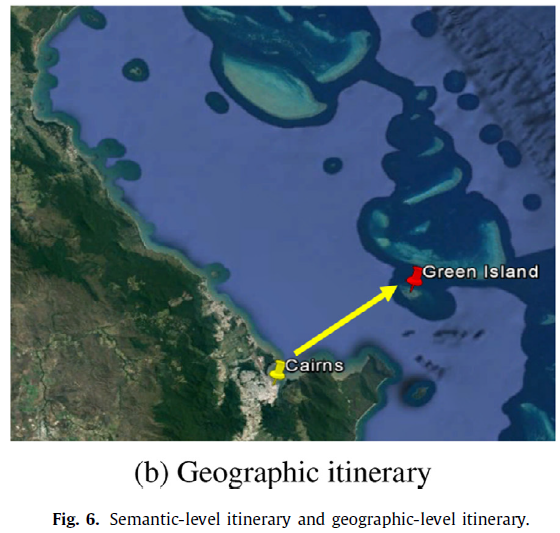 Green Island
Cairns
(b) Geographic itinerary
Fig. 6. Semantic-level itinerary and geographic-level itinerary.